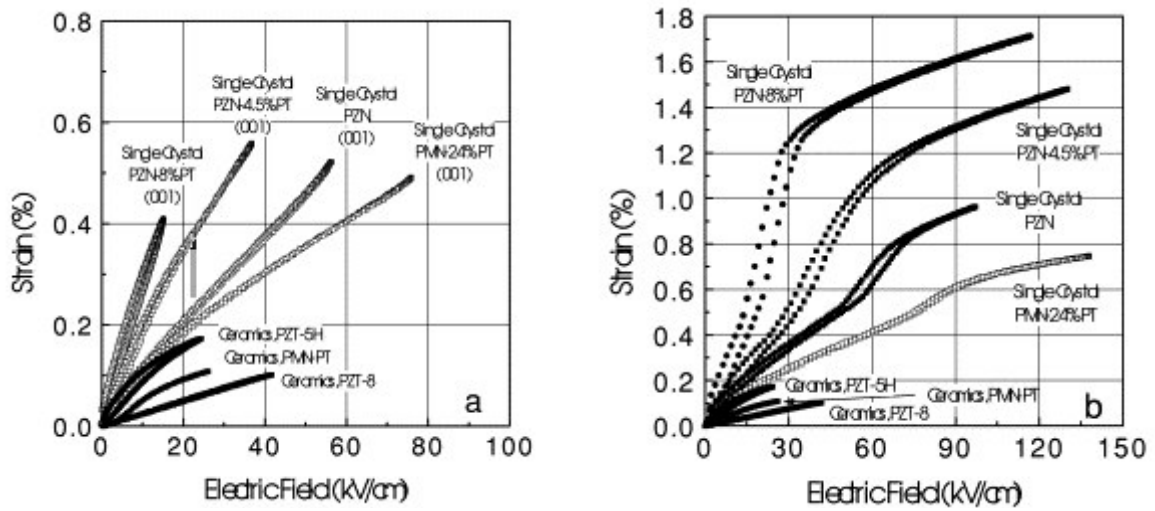 0.8
0.6
0.4
0.2
0.0
Strain (%)
Single Crystal
PZN-8%PT
(001)
Single Crystal
PZN-4.5%PT
(001)
Single Crystal
PZN
(001)
Single Crystal
PMN-24%PT
(001)
Ceramics, PZT-5H
Ceramics, PMN-PT
Ceramics, PZT-8
a
0 20 40 60 80 100
Electric Field (kV/cm)
1.8
1.6
1.4
1.2
1.0
0.8
0.6
0.4
0.2
0.0
Strain (%)
Single Crystal
PZN-8%PT
Single Crystal
PZN-4.5%PT
Single Crystal
PZN
Single Crystal
PMN-24%PT
Ceramics, PZT-5H
Ceramics, PMN-PT
Ceramics, PZT-8
b
0 30 60 90 120 150
Electric Field (kV/cm)